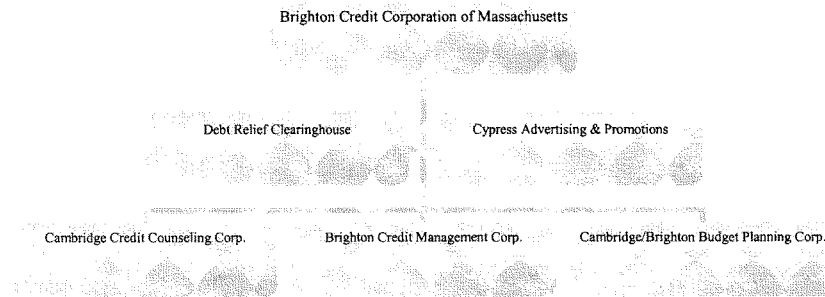 Brighton Credit Corporation of Massachusetts
Debt Relief Clearinghouse
Cypress Advertising & Promotions
Cambridge Credit Counseling Corp.
Brighton Credit Management Corp.
Cambridge/Brighton Budget Planning Corp.